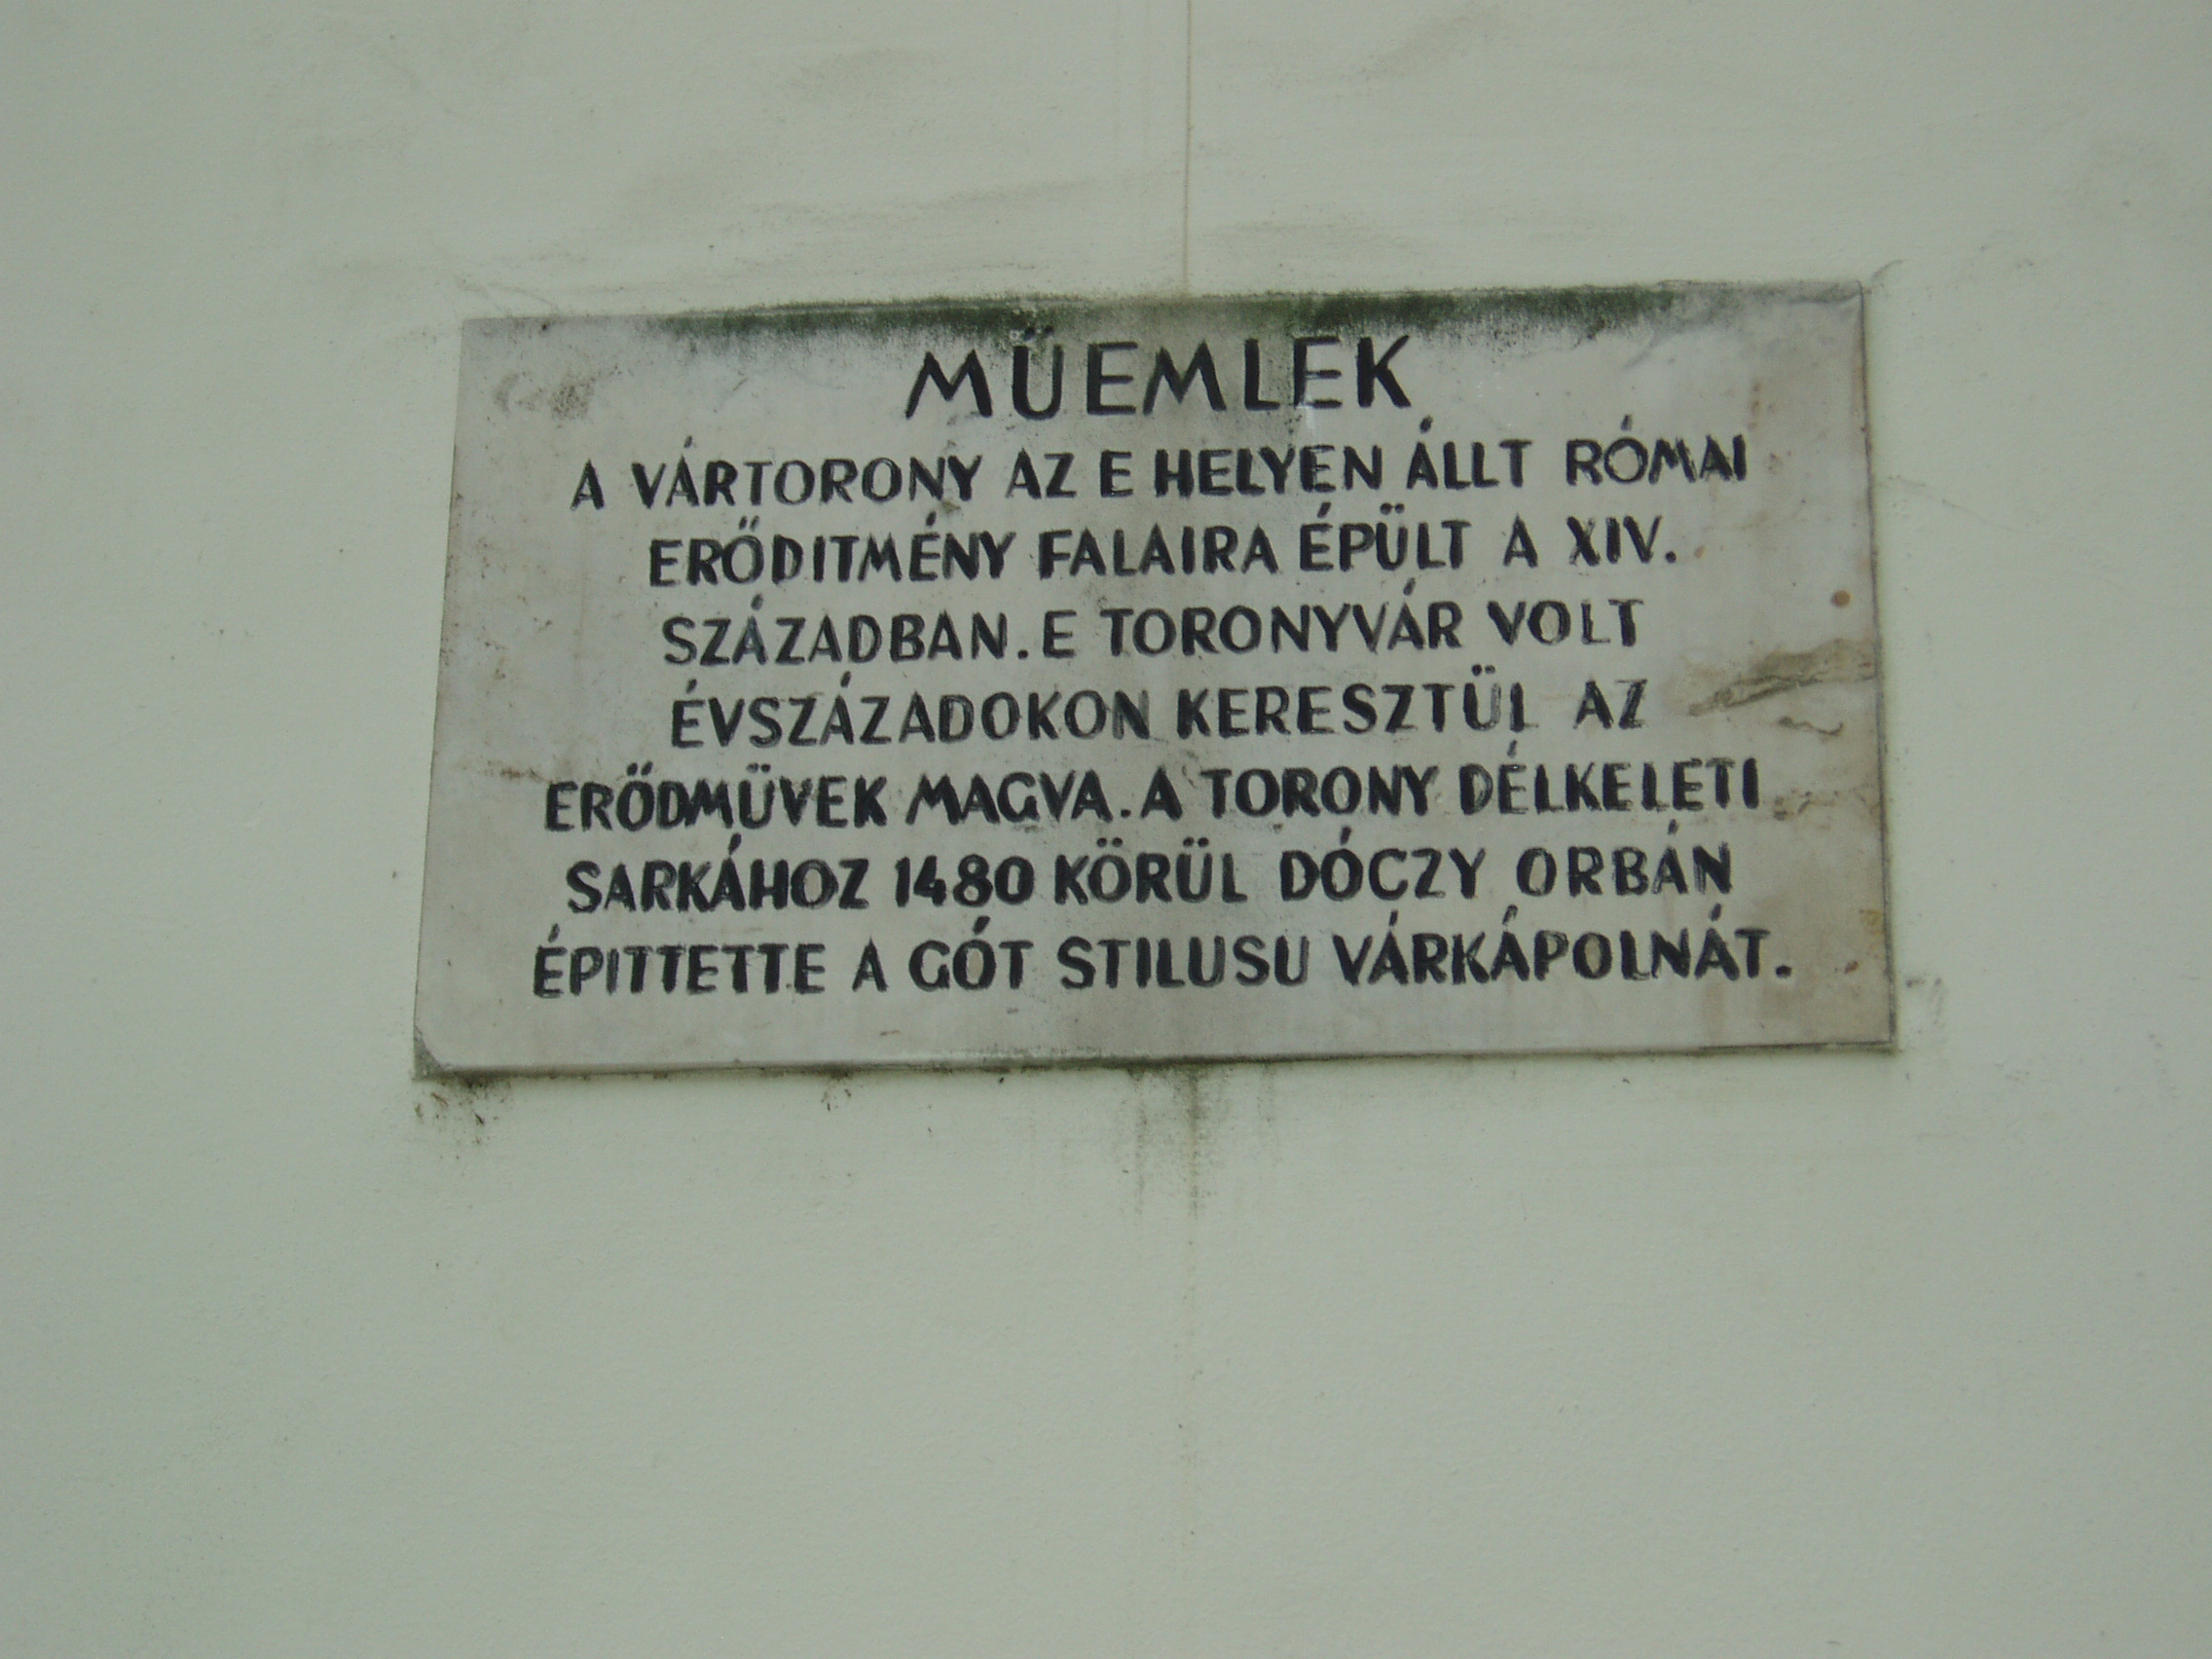 MŰEMLEK
A VÁRTORONY AZ E HELYEN ÁLLT RÓMAI
ERŐDITMÉNY FALAIRA ÉPÜLT A XIV.
SZÁZADBAN. E TORONYVÁR VOLT
ÉVSZÁZADOKON KERESZTÜL AZ
ERŐDMÜVEK MAGVA. A TORONY DÉLKELETI
SARKÁHOZ 1480 KÖRÜL DÓCZY ORBÁN
ÉPITTETTE A GÓT STILUSU VÁRKÁPOLNÁT.